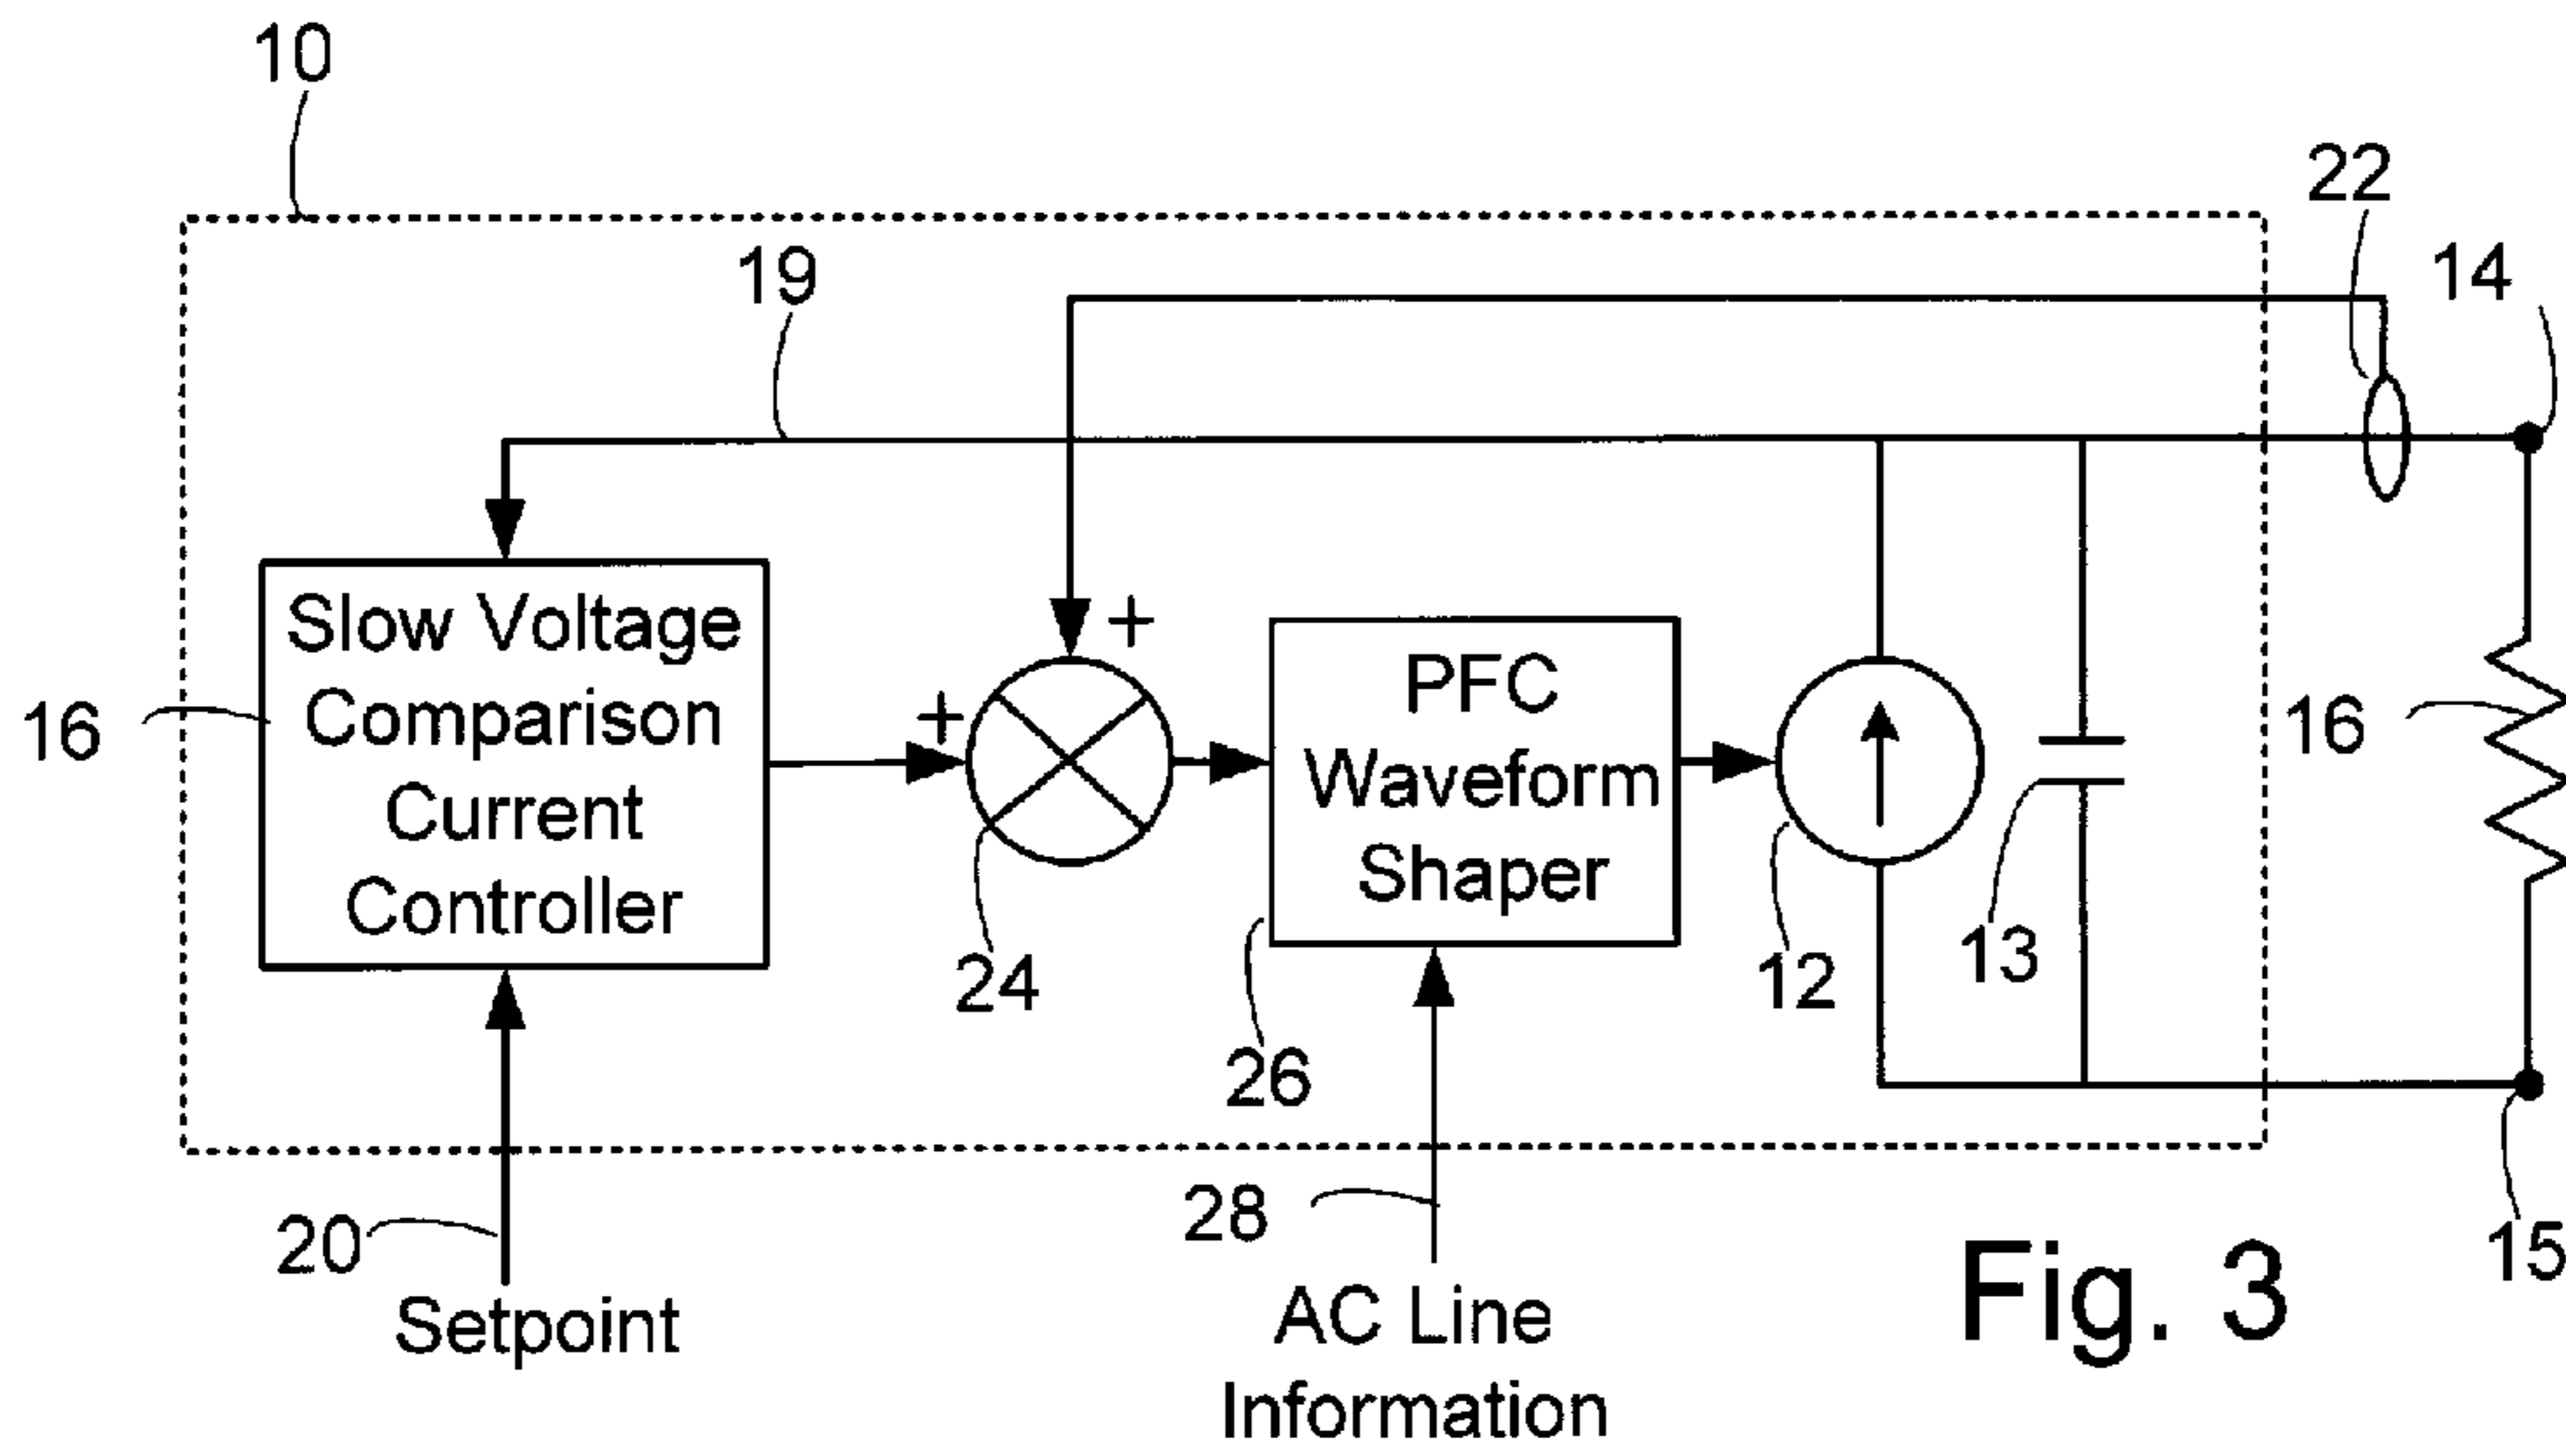 10
22
19
14
+
+
Slow Voltage
Comparison
Current
Controller
PFC
Waveform
Shaper
16
16
24
12
13
26
20
28
15
Setpoint
AC Line
Information
Fig. 3